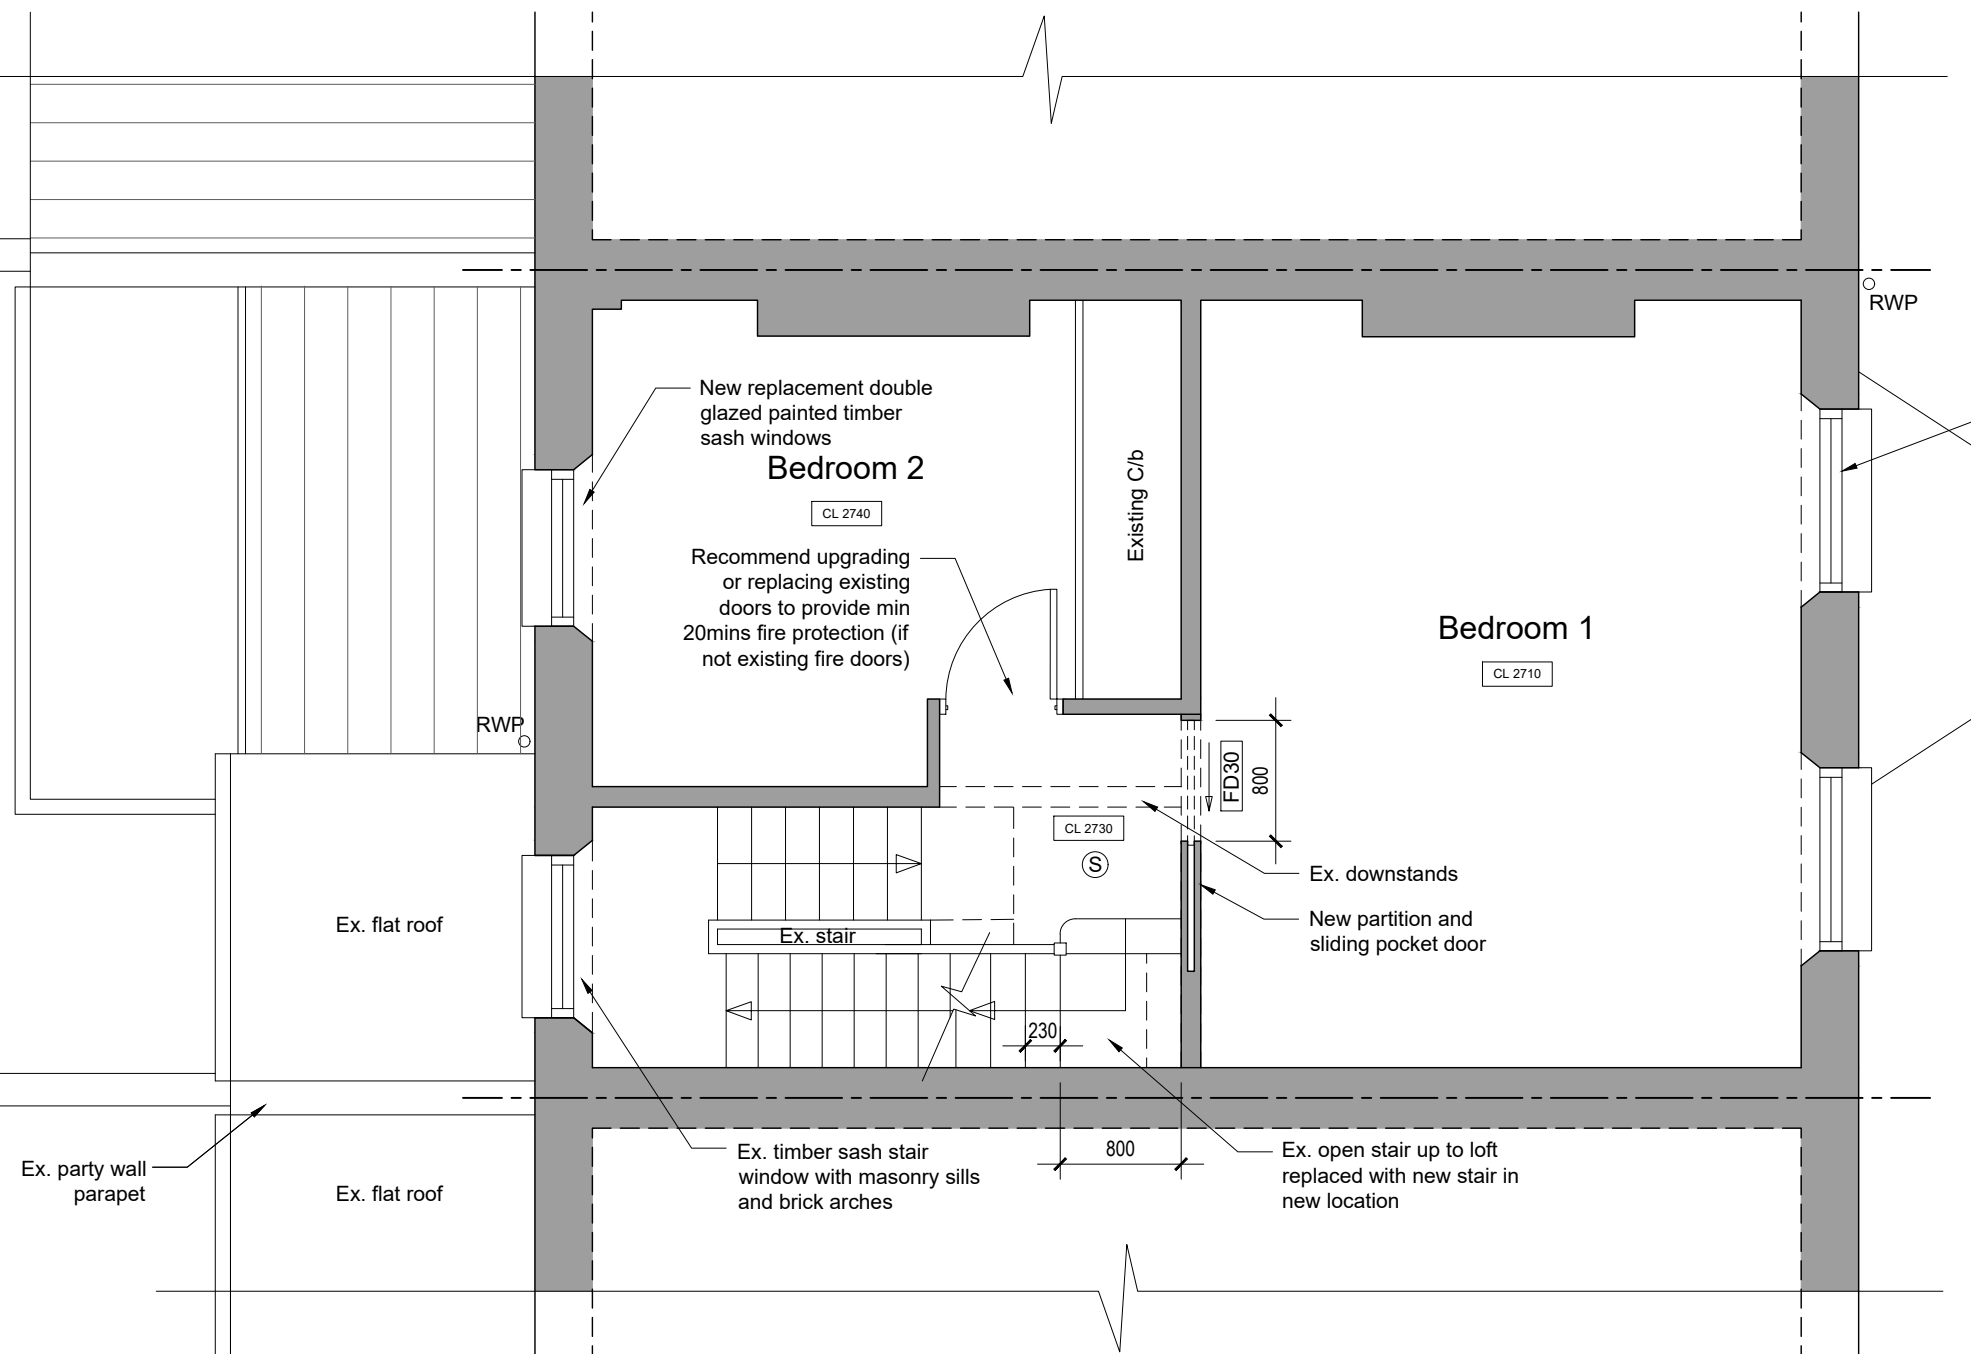 RWP
New replacement double
glazed painted timber
sash windows
Bedroom 2
CL 2740
Existing C/b
Recommend upgrading
or replacing existing
doors to provide min
20mins fire protection (if
not existing fire doors)
Bedroom 1
CL 2710
RWP
FD30
800
CL 2730
S
Ex. downstands
New partition and
sliding pocket door
Ex. flat roof
Ex. stair
230
800
Ex. party wall
parapet
Ex. flat roof
Ex. timber sash stair
window with masonry sills
and brick arches
Ex. open stair up to loft
replaced with new stair in
new location